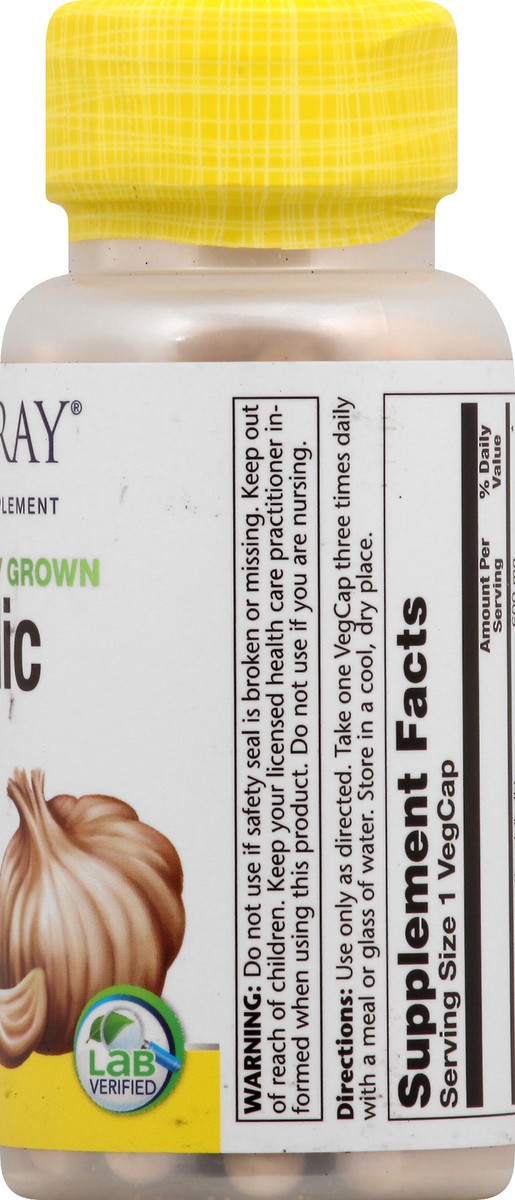 RAY®
PLEMENT
Y GROWN
lic
LaB
VERIFIED
WARNING: Do not use if safety seal is broken or missing. Keep out
of reach of children. Keep your licensed health care practitioner in-
formed when using this product. Do not use if you are nursing.
Directions: Use only as directed. Take one VegCap three times daily
with a meal or glass of water. Store in a cool, dry place.
Supplement Facts
Serving Size 1 VegCap
Amount Per
Serving
% Daily
Value